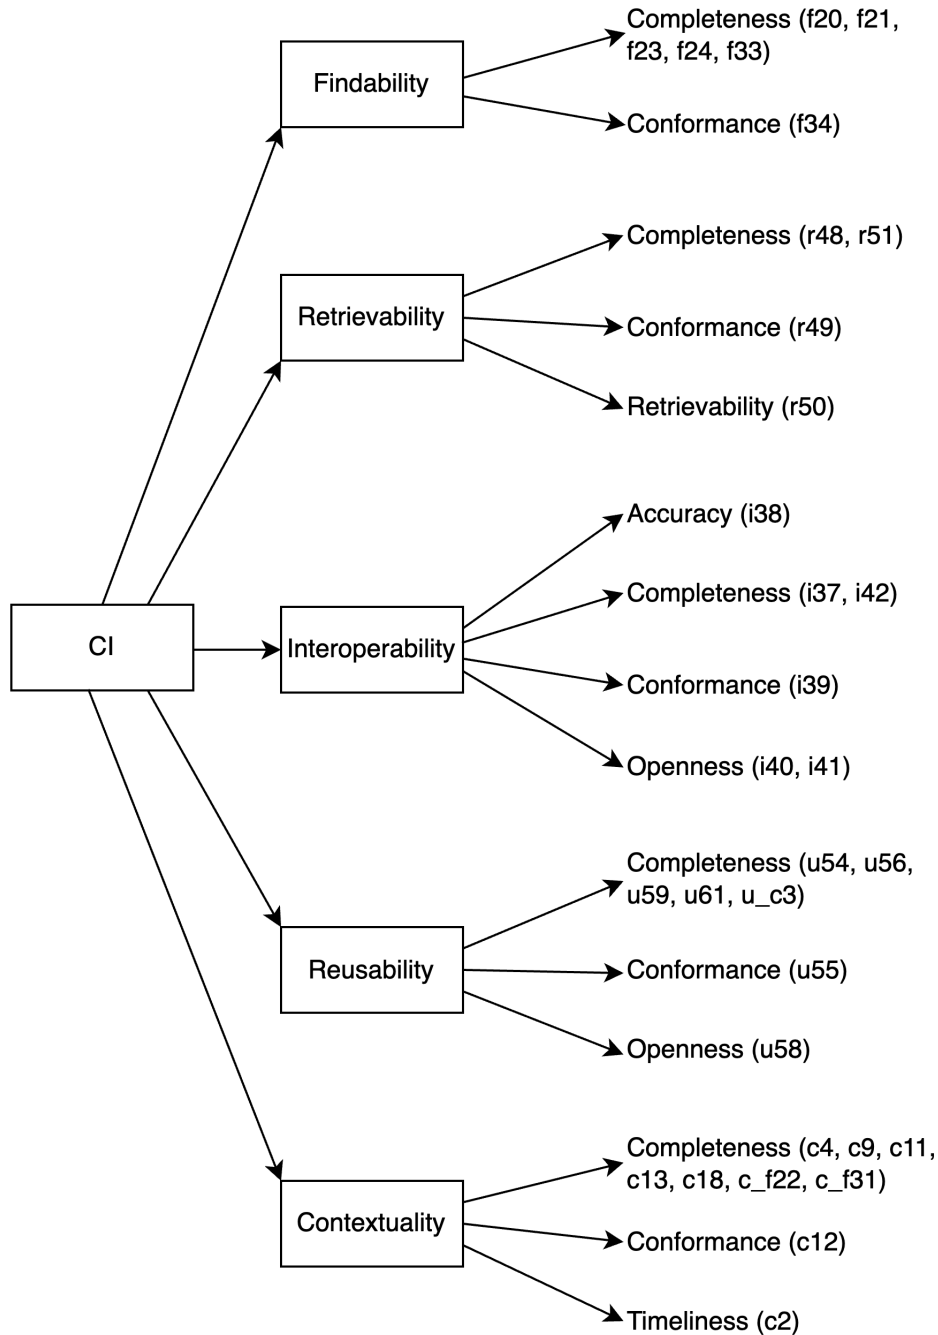 Completeness (f20, f21,
f23, f24, f33)
Findability
Conformance (f34)
Completeness (r48, r51)
Retrievability
Conformance (r49)
Retrievability (r50)
Accuracy (i38)
Completeness (i37, i42)
CI
Interoperability
Conformance (i39)
Openness (i40, i41)
Completeness (u54, u56,
u59, u61, u_c3)
Reusability
Conformance (u55)
Openness (u58)
Completeness (c4, c9, c11,
c13, c18, c_f22, c_f31)
Contextuality
Conformance (c12)
Timeliness (c2)